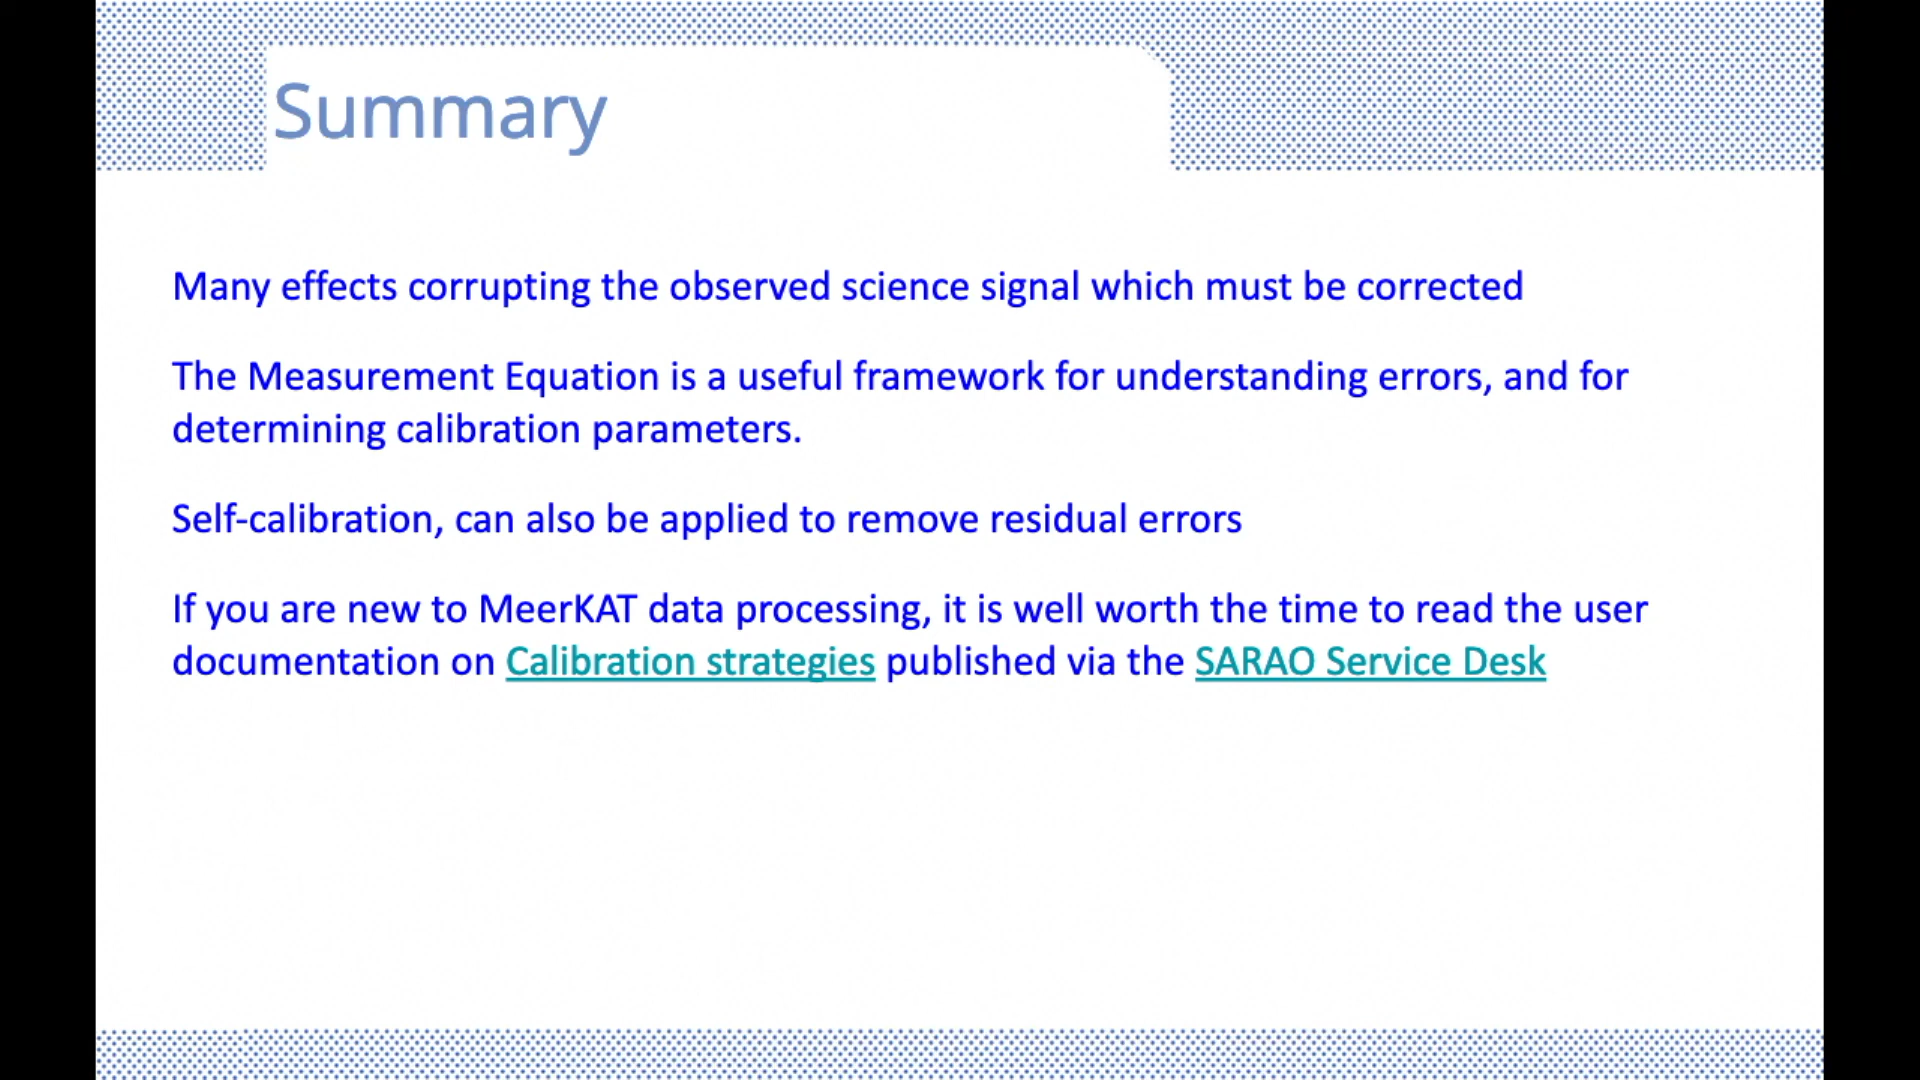 Summary
Many effects corrupting the observed science signal which must be corrected
The Measurement Equation is a useful framework for understanding errors, and for
determining calibration parameters.
Self-calibration, can also be applied to remove residual errors
If you are new to MeerKAT data processing, it is well worth the time to read the user
documentation on Calibration strategies published via the SARAO Service Desk